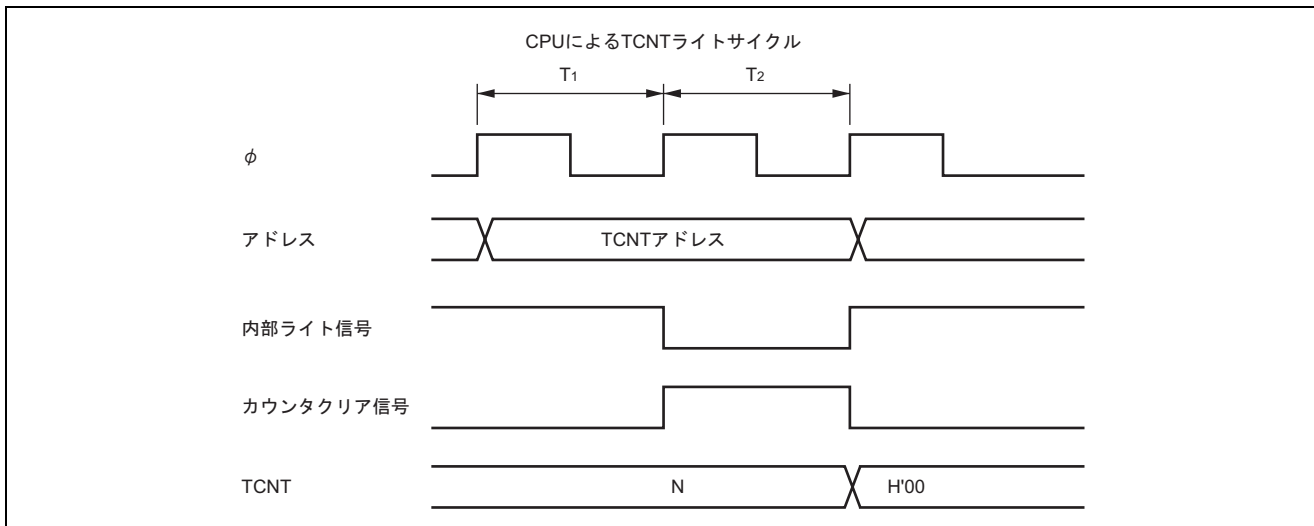 CPUによるTCNTライトサイクル
T1 T2
φ
アドレス TCNTアドレス
内部ライト信号
カウンタクリア信号
TCNT N H'00